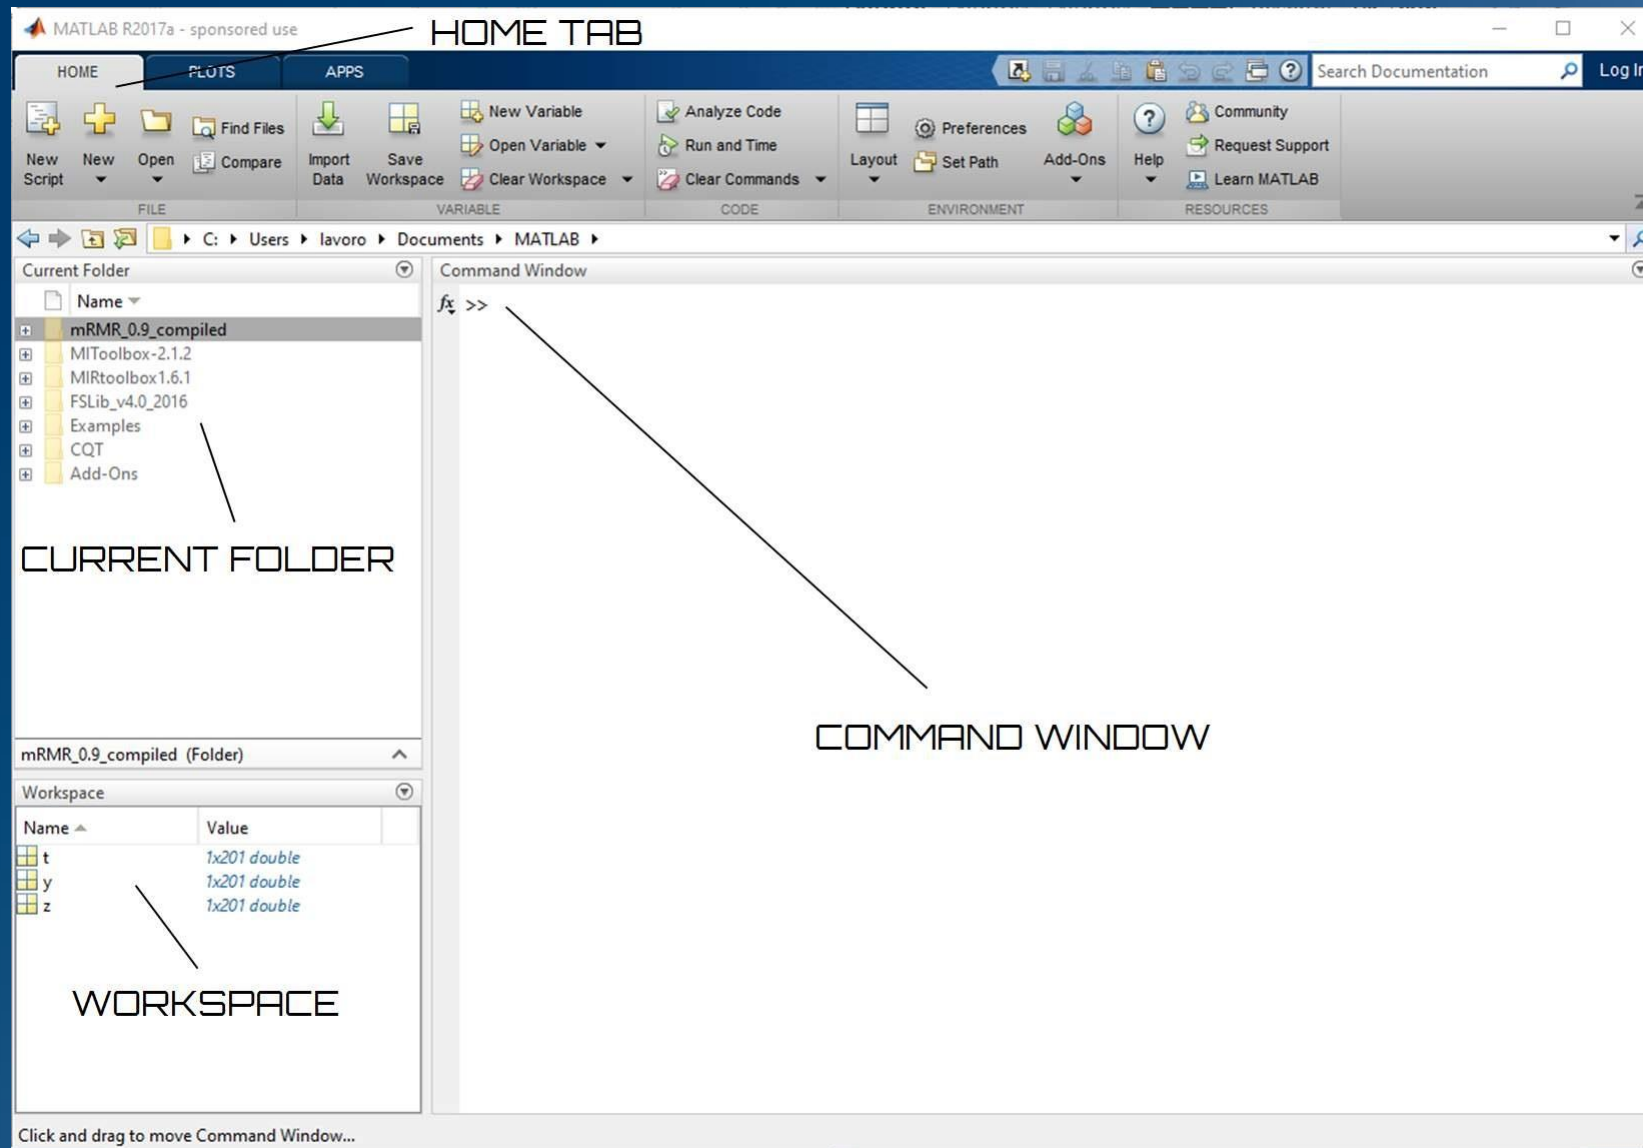 MATLAB R2017a - sponsored use
HOME TAB
HOME PLOTS APPS
Search Documentation
Log In
New Script
New
Open
Find Files
Compare
FILE
Import Data
Save Workspace
New Variable
Open Variable
Clear Workspace
VARIABLE
Analyze Code
Run and Time
Clear Commands
CODE
Layout
Preferences
Set Path
Add-Ons
ENVIRONMENT
Help
Community
Request Support
Learn MATLAB
RESOURCES
C: Users lavoro Documents MATLAB
Current Folder
Name
mRMR_0.9_compiled
MIToolbox-2.1.2
MIRtoolbox1.6.1
FSLib_v4.0_2016
Examples
CQT
Add-Ons
CURRENT FOLDER
mRMR_0.9_compiled (Folder)
Workspace
Name Value
t 1x201 double
y 1x201 double
z 1x201 double
WORKSPACE
Command Window
fx >>
COMMAND WINDOW
Click and drag to move Command Window...